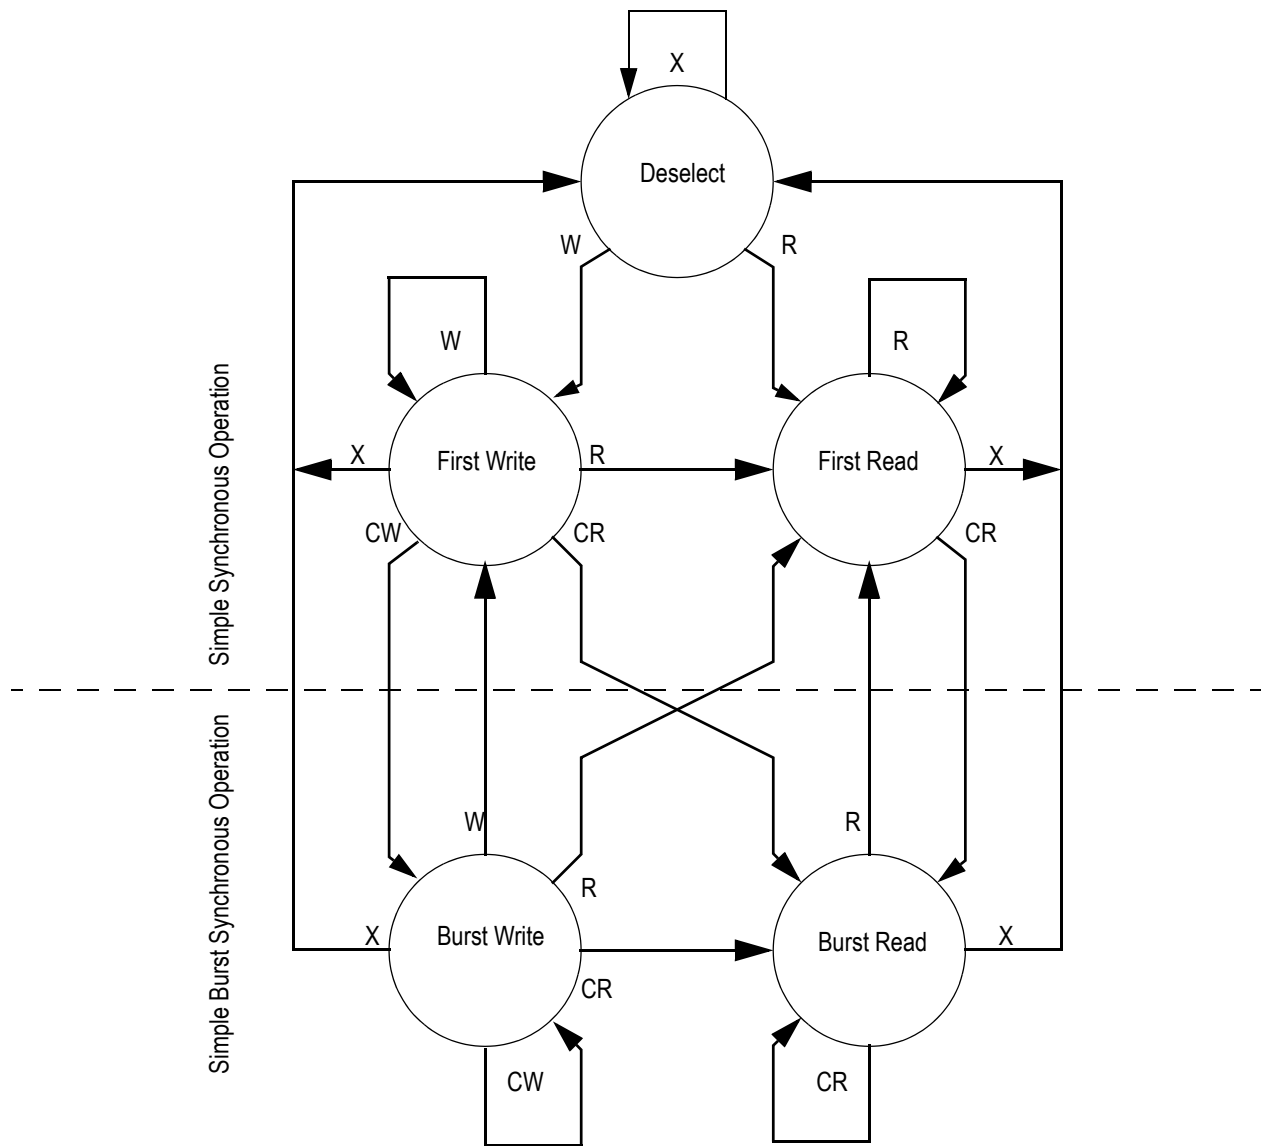 X
Deselect
W
R
W
R
Simple Synchronous Operation
X
First Write
R
First Read
X
CW
CR
CR
Simple Burst Synchronous Operation
W
R
R
X
Burst Write
Burst Read
X
CR
CW
CR